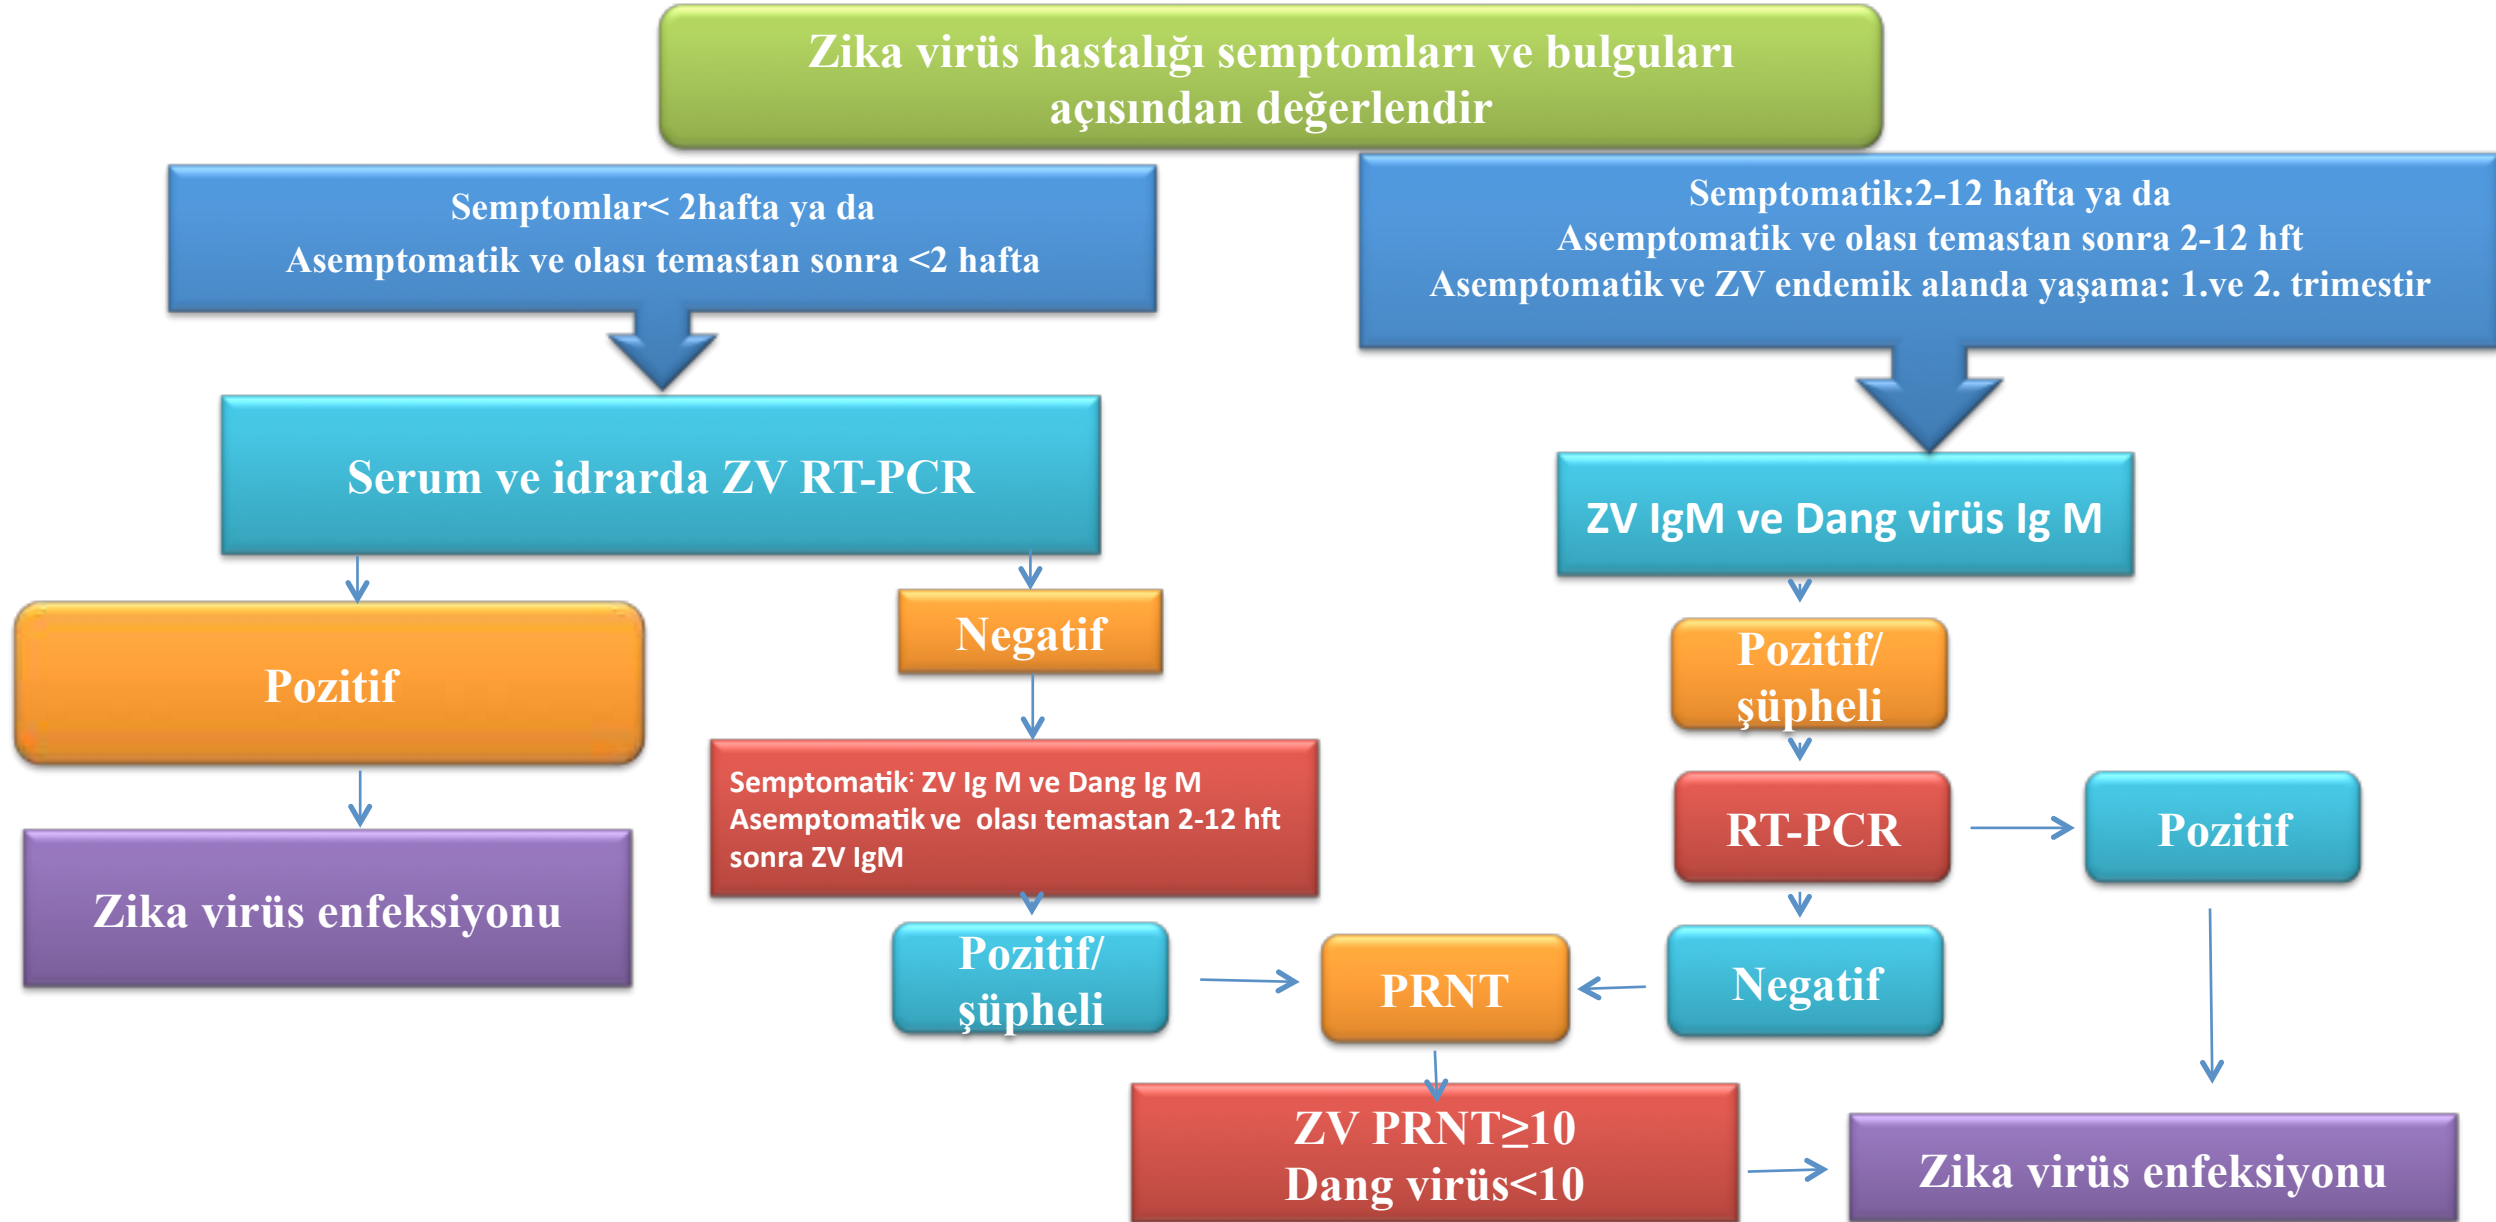 Zika virüs hastalığı semptomları ve bulguları
açısından değerlendir
Semptomlar< 2hafta ya da
Asemptomatik ve olası temastan sonra <2 hafta
Semptomatik:2-12 hafta ya da
Asemptomatik ve olası temastan sonra 2-12 hft
Asemptomatik ve ZV endemik alanda yaşama: 1.ve 2. trimestir
Serum ve idrarda ZV RT-PCR
ZV IgM ve Dang virüs Ig M
Pozitif
Negatif
Pozitif/
şüpheli
Semptomatik: ZV Ig M ve Dang Ig M
Asemptomatik ve olası temastan 2-12 hft
sonra ZV IgM
RT-PCR
Pozitif
Zika virüs enfeksiyonu
Pozitif/
şüpheli
PRNT
Negatif
ZV PRNT≥10
Dang virüs<10
Zika virüs enfeksiyonu